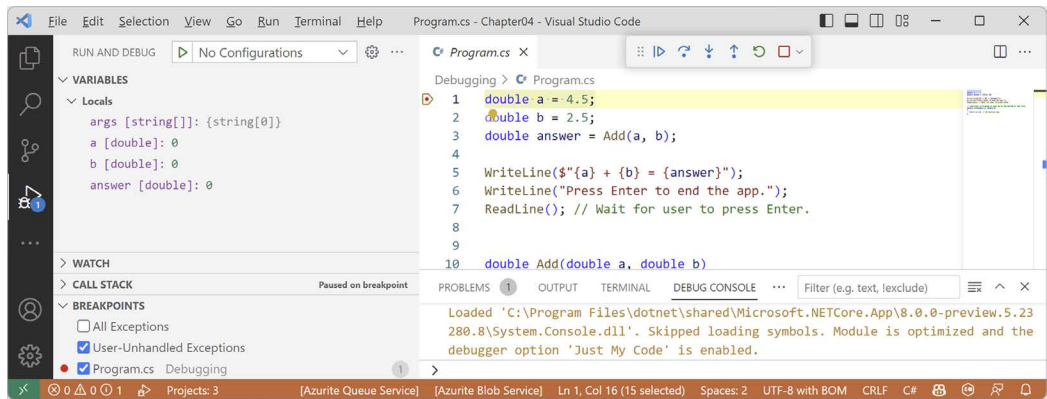 File Edit Selection View Go Run Terminal Help Program.cs - Chapter04 - Visual Studio Code
RUN AND DEBUG No Configurations
VARIABLES
Locals
args [string[]]: {string[0]}
a [double]: 0
b [double]: 0
answer [double]: 0
WATCH
CALL STACK Paused on breakpoint
BREAKPOINTS
All Exceptions
User-Unhandled Exceptions
Program.cs Debugging 1
1
C# Program.cs
Debugging > C# Program.cs
1 double a = 4.5;
2 double b = 2.5;
3 double answer = Add(a, b);
4
5 WriteLine($"{a} + {b} = {answer}");
6 WriteLine("Press Enter to end the app.");
7 ReadLine(); // Wait for user to press Enter.
8
9
10 double Add(double a, double b)
PROBLEMS 1 OUTPUT TERMINAL DEBUG CONSOLE Filter (e.g. text, !exclude)
Loaded 'C:\Program Files\dotnet\shared\Microsoft.NETCore.App\8.0.0-preview.5.23
280.8\System.Console.dll'. Skipped loading symbols. Module is optimized and the
debugger option 'Just My Code' is enabled.
>
0 0 1 Projects: 3 [Azurite Queue Service] [Azurite Blob Service] Ln 1, Col 16 (15 selected) Spaces: 2 UTF-8 with BOM CRLF C#